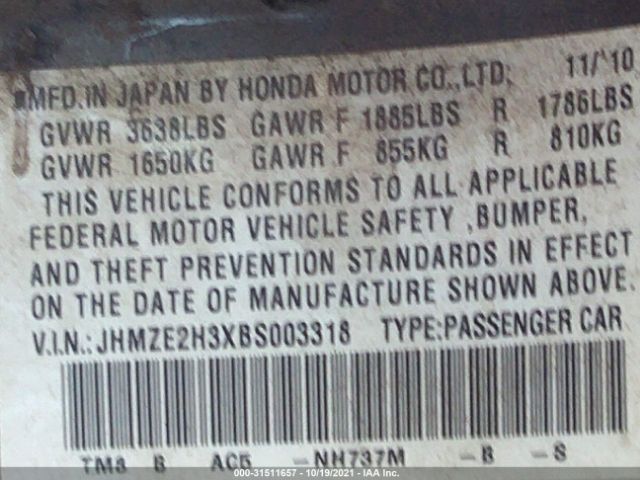 MFD.IN JAPAN BY HONDA MOTOR CO.,LTD; 11/'10
GVWR 3638LBS GAWR F 1885LBS R 1786LBS
GVWR 1650KG GAWR F 855KG R 810KG
THIS VEHICLE CONFORMS TO ALL APPLICABLE
FEDERAL MOTOR VEHICLE SAFETY ,BUMPER,
AND THEFT PREVENTION STANDARDS IN EFFECT
ON THE DATE OF MANUFACTURE SHOWN ABOVE.
V.I.N.: JHMZE2H3XBS003318 TYPE:PASSENGER CAR
TM8 B AC5 -NH737M -B -S
000-31511657 - 10/19/2021 - IAA Inc.